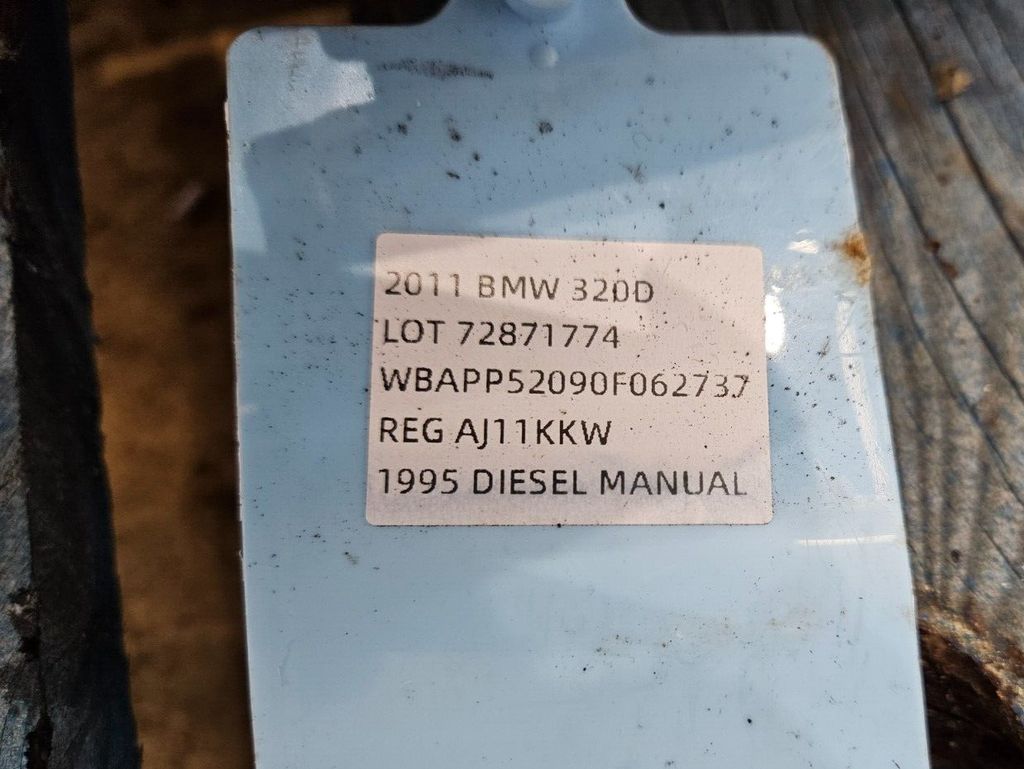 2011 BMW 320D
LOT 72871774
WBAPP52090F062737
REG AJ11KKW
1995 DIESEL MANUAL